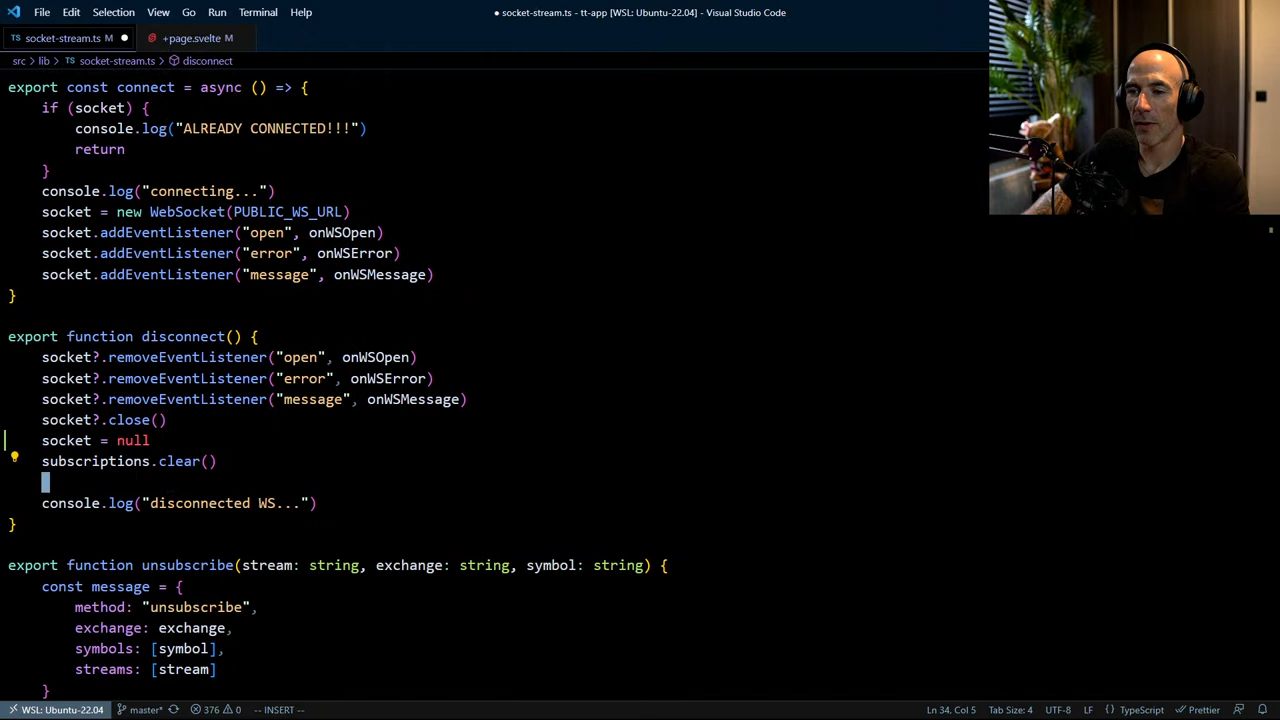 File Edit Selection View Go Run Terminal Help
● socket-stream.ts - tt-app [WSL: Ubuntu-22.04] - Visual Studio Code
TS socket-stream.ts M ● +page.svelte M
src > lib > TS socket-stream.ts > disconnect
export const connect = async () => {
if (socket) {
console.log("ALREADY CONNECTED!!!")
return
}
console.log("connecting...")
socket = new WebSocket(PUBLIC_WS_URL)
socket.addEventListener("open", onWSOpen)
socket.addEventListener("error", onWSError)
socket.addEventListener("message", onWSMessage)
}
export function disconnect() {
socket?.removeEventListener("open", onWSOpen)
socket?.removeEventListener("error", onWSError)
socket?.removeEventListener("message", onWSMessage)
socket?.close()
socket = null
subscriptions.clear()
console.log("disconnected WS...")
}
export function unsubscribe(stream: string, exchange: string, symbol: string) {
const message = {
method: "unsubscribe",
exchange: exchange,
symbols: [symbol],
streams: [stream]
}
WSL: Ubuntu-22.04 master* 376 0 -- INSERT -- Ln 34, Col 5 Tab Size: 4 UTF-8 LF {} TypeScript Prettier